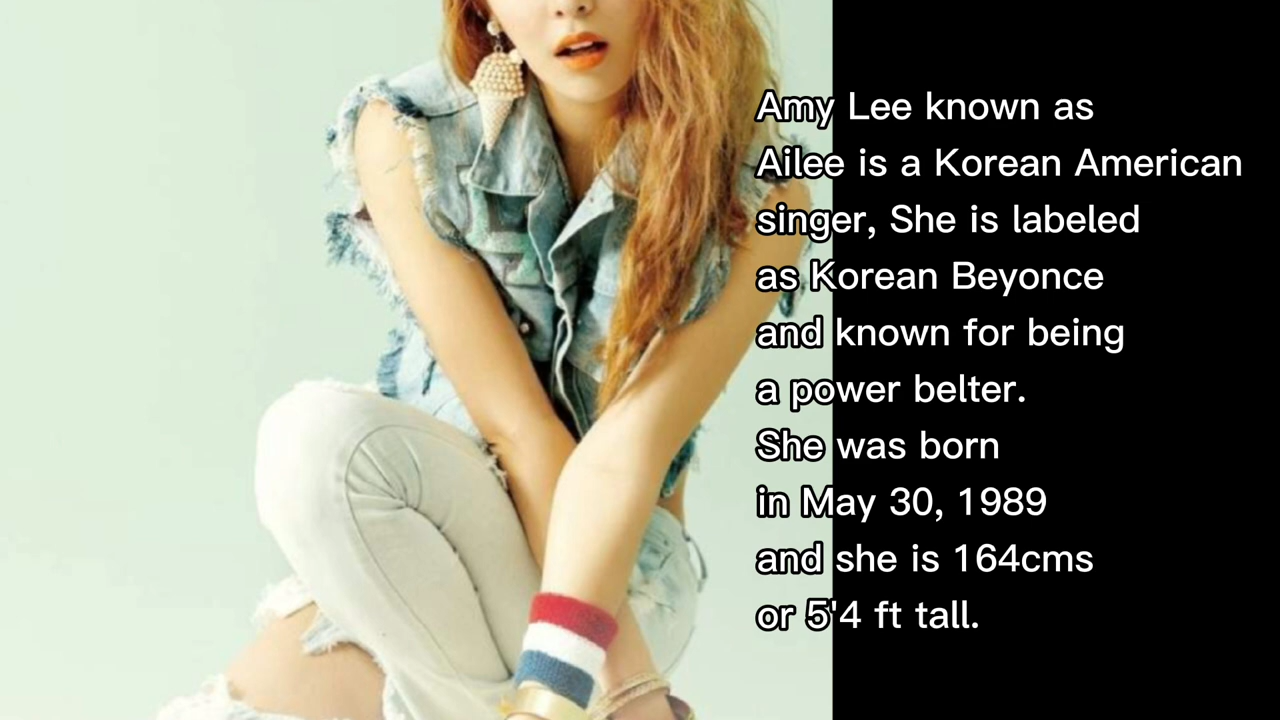 Amy Lee known as
Ailee is a Korean American
singer, She is labeled
as Korean Beyonce
and known for being
a power belter.
She was born
in May 30, 1989
and she is 164cms
or 5'4 ft tall.